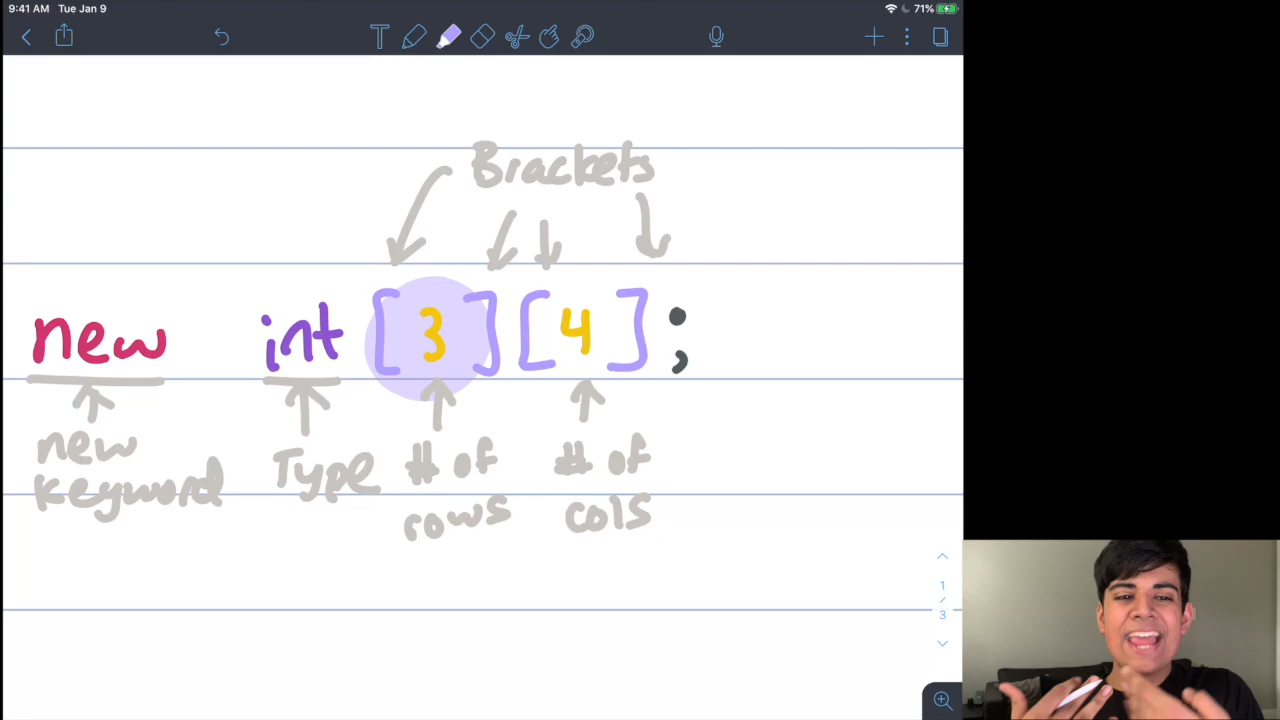 9:41 AM Tue Jan 9
71%
T
Brackets
new int [3] [4];
new keyword
Type
# of rows
# of cols
1
/
3